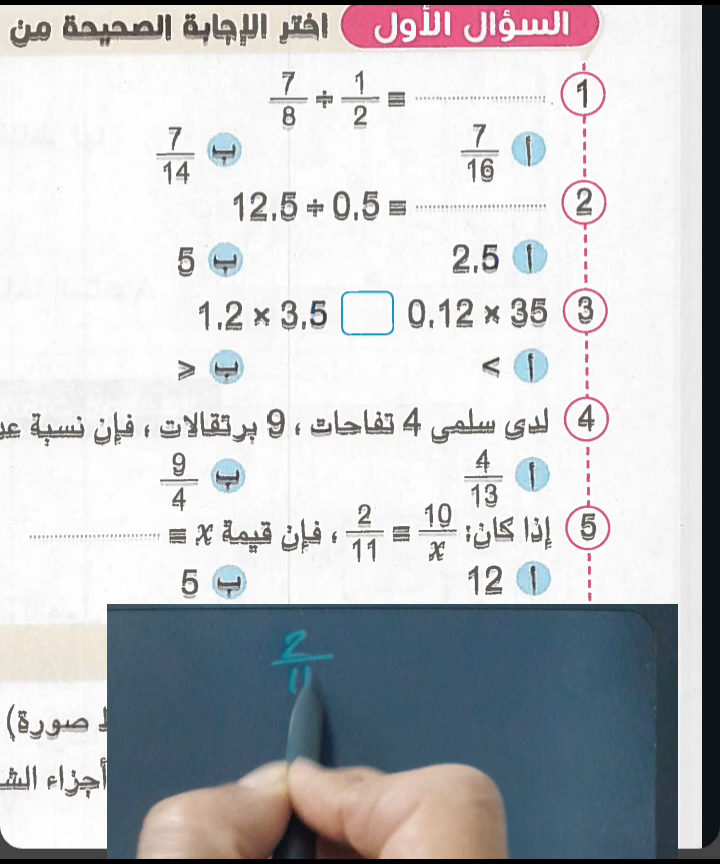 السؤال الأول اختر الإجابة الصحيحة من
1 7/8 ÷ 1/2 = ..............
أ 7/16 ب 7/14
2 12.5 ÷ 0.5 = ..............
أ 2.5 ب 5
3 0.12 × 35 □ 1.2 × 3.5
أ > ب <
4 لدى سلمى 4 تفاحات ، 9 برتقالات ، فإن نسبة
أ 4/13 ب 9/4
5 إذا كان: 10/x = 2/11 ، فإن قيمة x = ..............
أ 12 ب 5
2/11
صورة)
أجزاء